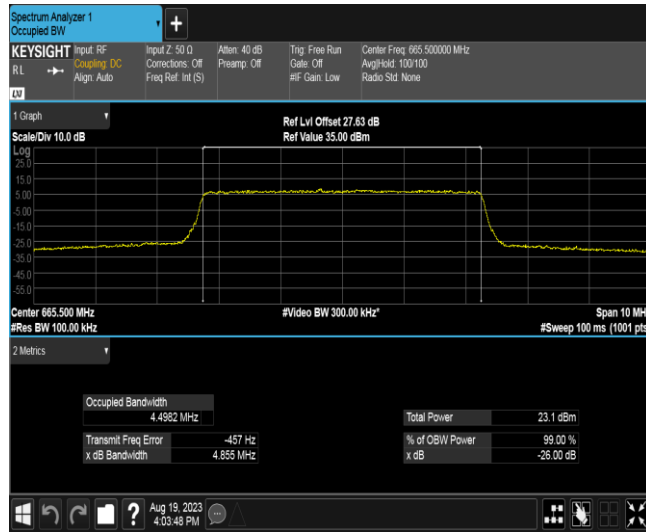 Spectrum Analyzer 1
Occupied BW
+
KEYSIGHT
RL
LXI
Input: RF
Coupling: DC
Align: Auto
Input Z: 50 Ω
Corrections: Off
Freq Ref: Int (S)
Atten: 40 dB
Preamp: Off
Trig: Free Run
Gate: Off
#IF Gain: Low
Center Freq: 665.500000 MHz
Avg|Hold: 100/100
Radio Std: None
1 Graph
Scale/Div 10.0 dB
Ref Lvl Offset 27.63 dB
Ref Value 35.00 dBm
Log
25.0
15.0
5.00
-5.00
-15.0
-25.0
-35.0
-45.0
-55.0
Center 665.500 MHz
#Res BW 100.00 kHz
#Video BW 300.00 kHz*
Span 10 MH
#Sweep 100 ms (1001 pts
2 Metrics
Occupied Bandwidth
4.4982 MHz
Transmit Freq Error -457 Hz
x dB Bandwidth 4.855 MHz
Total Power 23.1 dBm
% of OBW Power 99.00 %
x dB -26.00 dB
?
Aug 19, 2023
4:03:48 PM